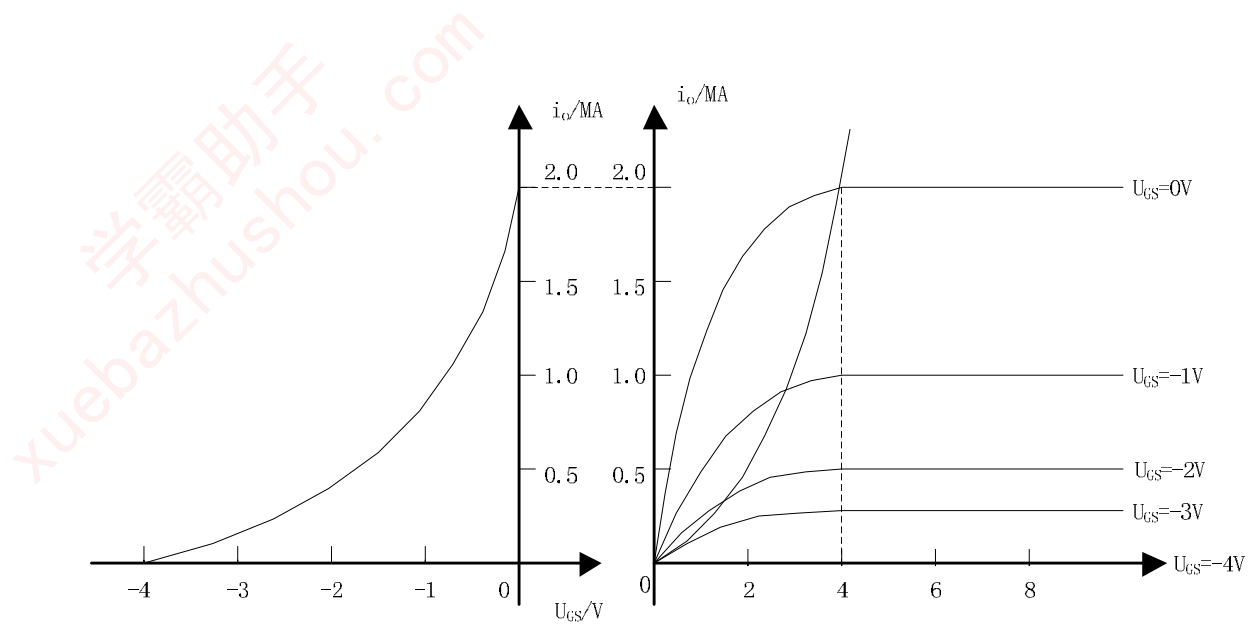 学霸助手
xuebazhushou.com
i₀/MA
i₀/MA
2.0
2.0
U_GS=0V
1.5
1.5
1.0
1.0
U_GS=-1V
0.5
0.5
U_GS=-2V
U_GS=-3V
U_GS=-4V
-4 -3 -2 -1 0
0 2 4 6 8
U_GS/V